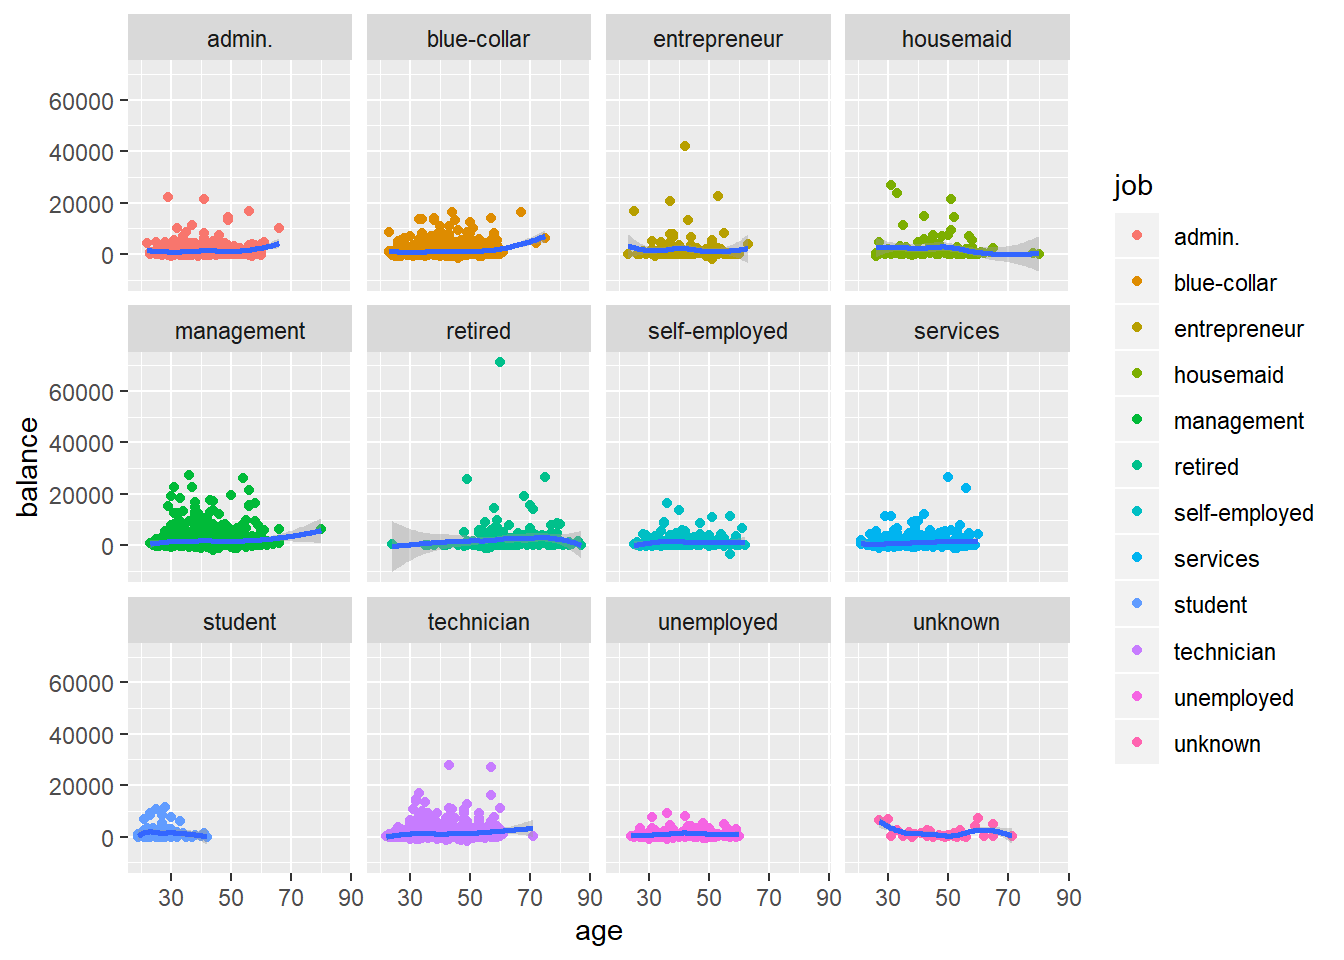 admin.
blue-collar
entrepreneur
housemaid
60000
40000
20000
0
management
retired
self-employed
services
60000
40000
20000
0
student
technician
unemployed
unknown
60000
40000
20000
0
30 50 70 90
30 50 70 90
30 50 70 90
30 50 70 90
age
balance
job
admin.
blue-collar
entrepreneur
housemaid
management
retired
self-employed
services
student
technician
unemployed
unknown